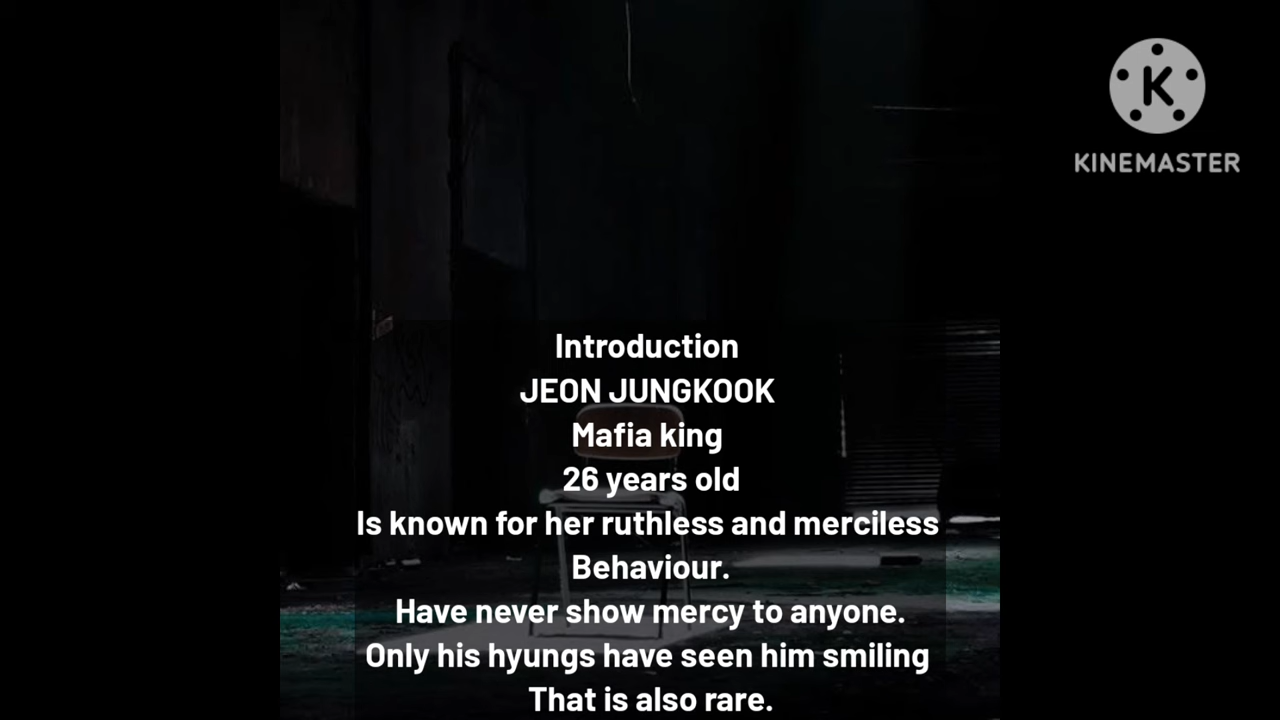 K
KINEMASTER
Introduction
JEON JUNGKOOK
Mafia king
26 years old
Is known for her ruthless and merciless
Behaviour.
Have never show mercy to anyone.
Only his hyungs have seen him smiling
That is also rare.